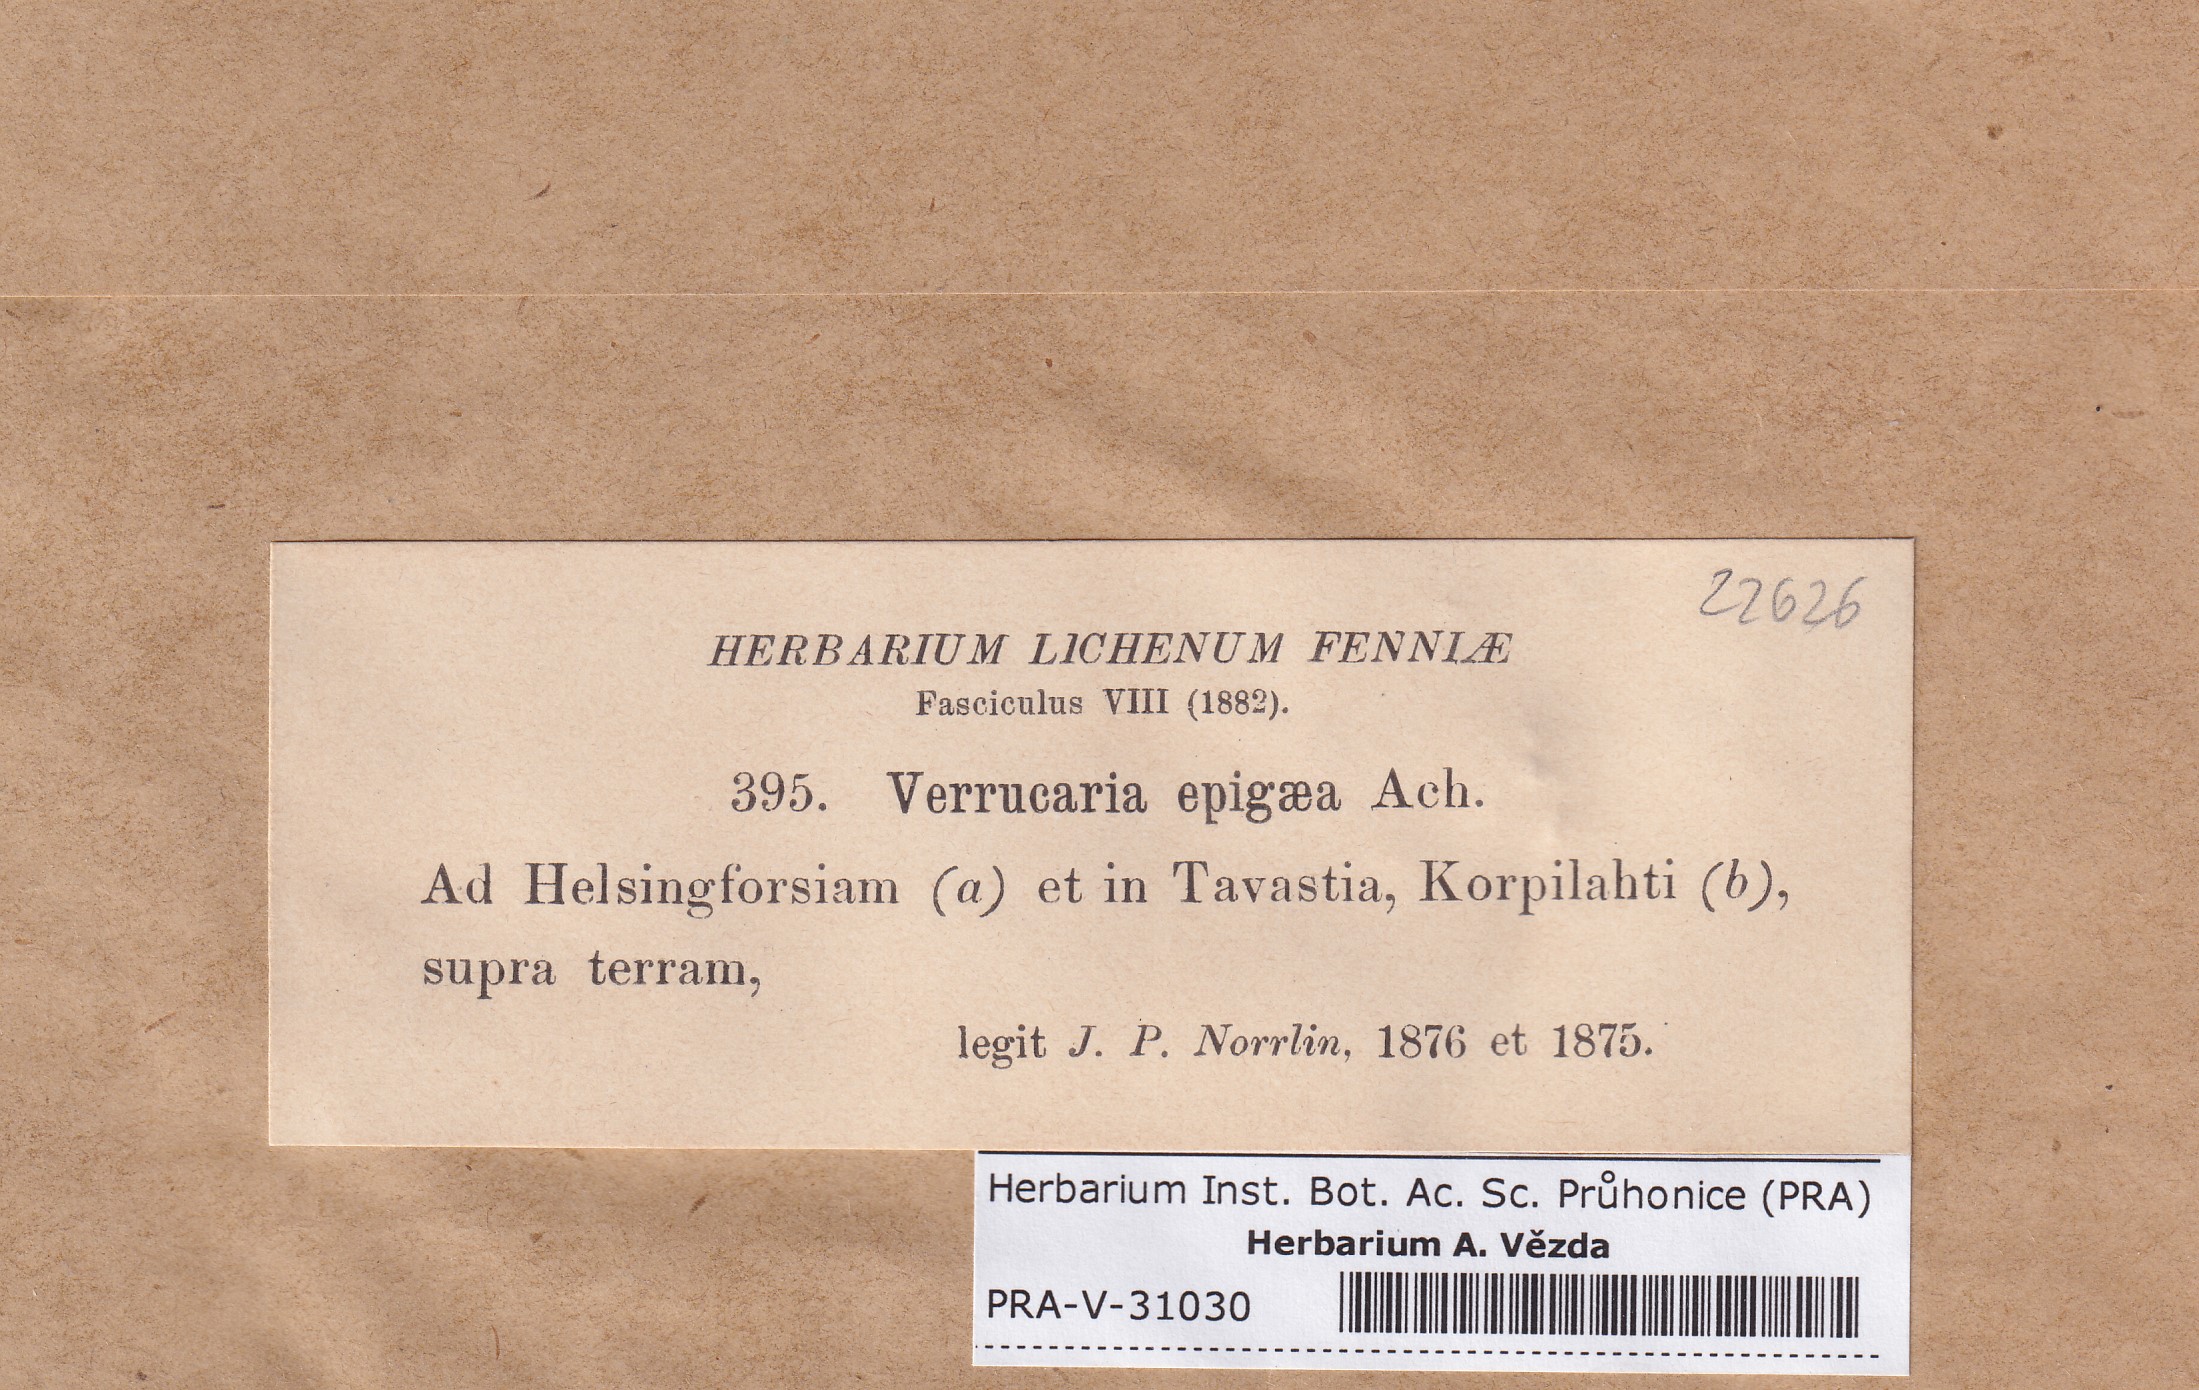 22626
HERBARIUM LICHENUM FENNIÆ
Fasciculus VIII (1882).
395. Verrucaria epigæa Ach.
Ad Helsingforsiam (a) et in Tavastia, Korpilahti (b),
supra terram,
legit J. P. Norrlin, 1876 et 1875.
Herbarium Inst. Bot. Ac. Sc. Průhonice (PRA)
Herbarium A. Vězda
PRA-V-31030